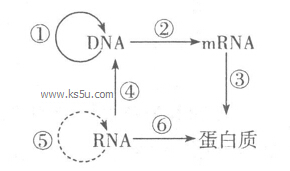 ① DNA ② mRNA
www.ks5u.com ④ ③
⑤ RNA ⑥ 蛋白质